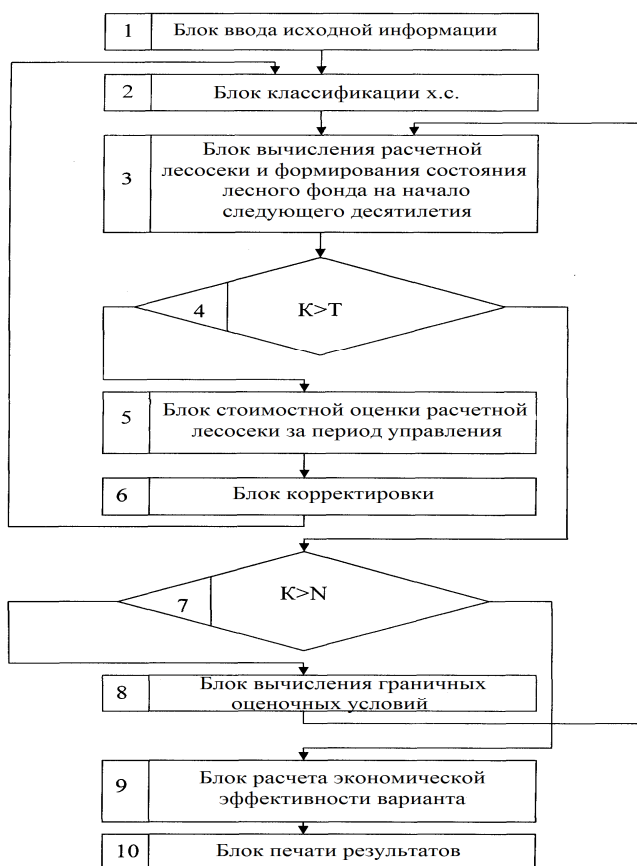 1 Блок ввода исходной информации
2 Блок классификации х.с.
3 Блок вычисления расчетной
лесосеки и формирования состояния
лесного фонда на начало
следующего десятилетия
4 К>Т
5 Блок стоимостной оценки расчетной
лесосеки за период управления
6 Блок корректировки
7 К>N
8 Блок вычисления граничных
оценочных условий
9 Блок расчета экономической
эффективности варианта
10 Блок печати результатов